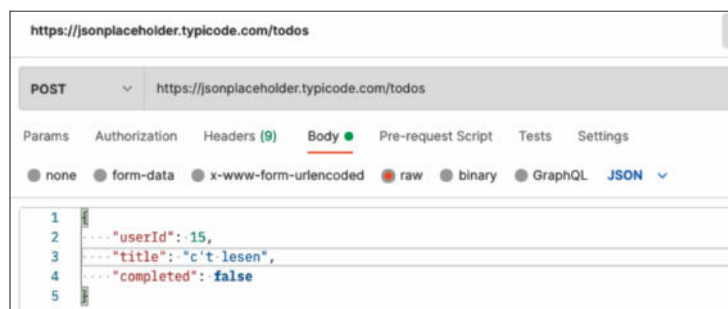 https://jsonplaceholder.typicode.com/todos
POST https://jsonplaceholder.typicode.com/todos
Params Authorization Headers (9) Body Pre-request Script Tests Settings
none form-data x-www-form-urlencoded raw binary GraphQL JSON
1 {
2 "userId": 15,
3 "title": "c't lesen",
4 "completed": false
5 }